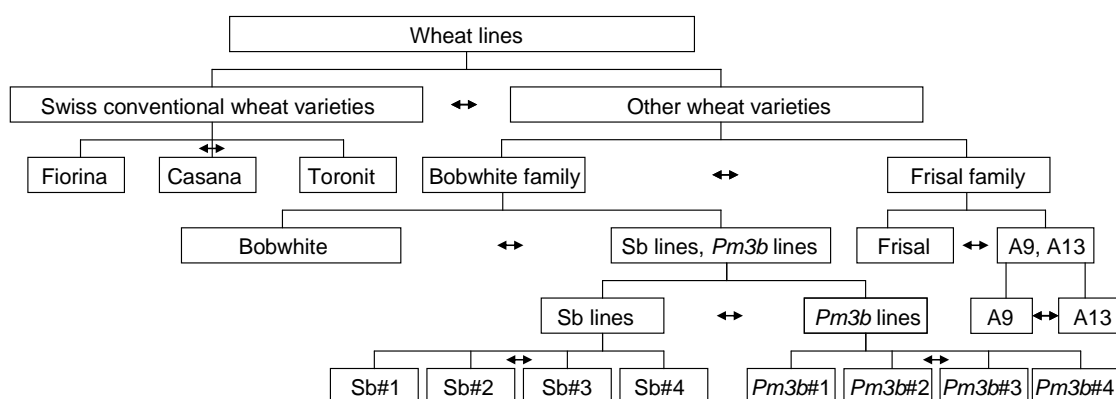 Wheat lines
Swiss conventional wheat varieties
Other wheat varieties
Fiorina
Casana
Toronit
Bobwhite family
Frisal family
Bobwhite
Sb lines, Pm3b lines
Frisal
A9, A13
Sb lines
Pm3b lines
A9
A13
Sb#1
Sb#2
Sb#3
Sb#4
Pm3b#1
Pm3b#2
Pm3b#3
Pm3b#4